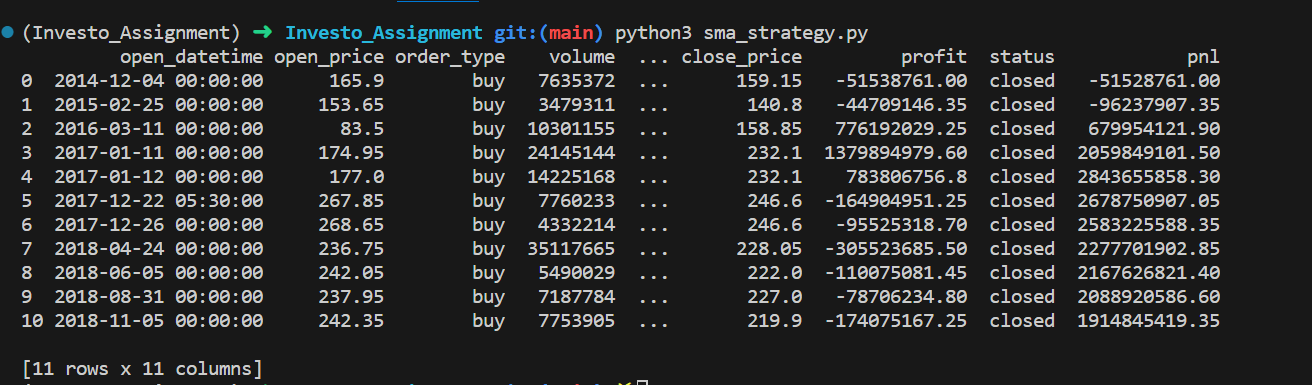 (Investo_Assignment) ➜ Investo_Assignment git:(main) python3 sma_strategy.py
open_datetime open_price order_type volume ... close_price profit status pnl
0 2014-12-04 00:00:00 165.9 buy 7635372 ... 159.15 -51538761.00 closed -51528761.00
1 2015-02-25 00:00:00 153.65 buy 3479311 ... 140.8 -44709146.35 closed -96237907.35
2 2016-03-11 00:00:00 83.5 buy 10301155 ... 158.85 776192029.25 closed 679954121.90
3 2017-01-11 00:00:00 174.95 buy 24145144 ... 232.1 1379894979.60 closed 2059849101.50
4 2017-01-12 00:00:00 177.0 buy 14225168 ... 232.1 783806756.8 closed 2843655858.30
5 2017-12-22 05:30:00 267.85 buy 7760233 ... 246.6 -164904951.25 closed 2678750907.05
6 2017-12-26 00:00:00 268.65 buy 4332214 ... 246.6 -95525318.70 closed 2583225588.35
7 2018-04-24 00:00:00 236.75 buy 35117665 ... 228.05 -305523685.50 closed 2277701902.85
8 2018-06-05 00:00:00 242.05 buy 5490029 ... 222.0 -110075081.45 closed 2167626821.40
9 2018-08-31 00:00:00 237.95 buy 7187784 ... 227.0 -78706234.80 closed 2088920586.60
10 2018-11-05 00:00:00 242.35 buy 7753905 ... 219.9 -174075167.25 closed 1914845419.35
[11 rows x 11 columns]